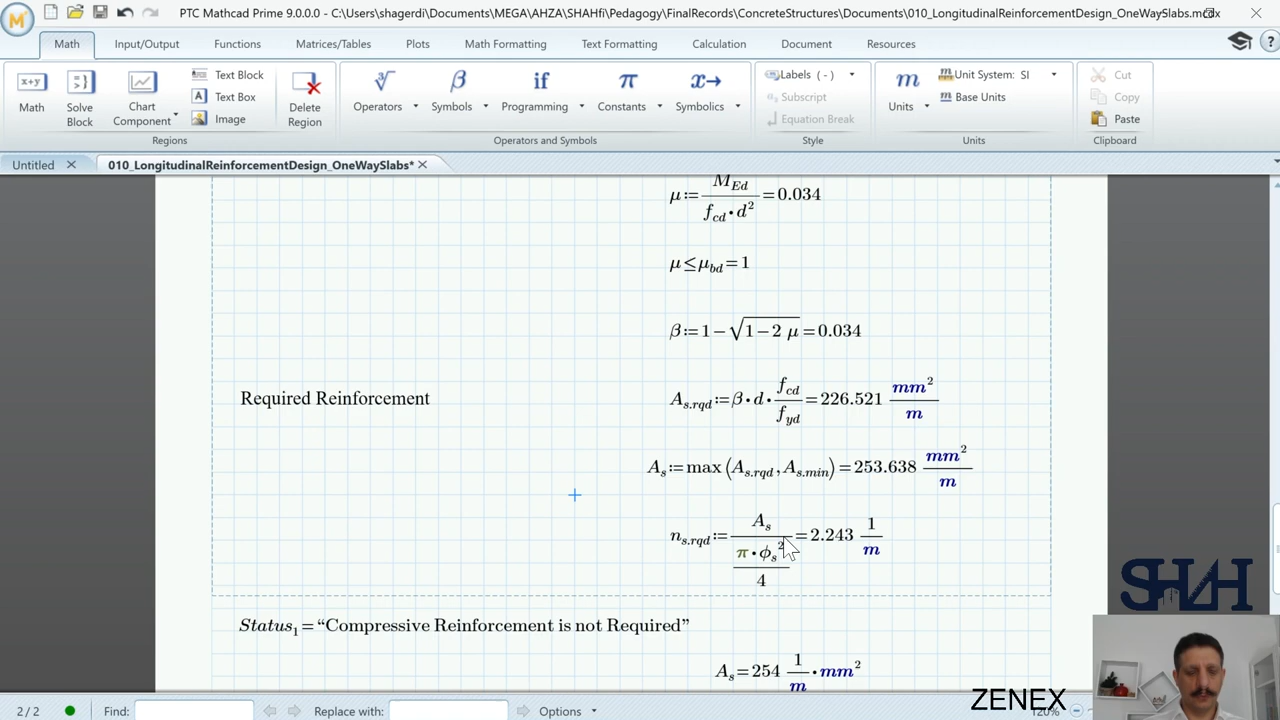 PTC Mathcad Prime 9.0.0.0 - C:\Users\shagerdi\Documents\MEGA\AHZA\SHAHfi\Pedagogy\FinalRecords\ConcreteStructures\Documents\010_LongitudinalReinforcementDesign_OneWaySlabs.mcdx
Math Input/Output Functions Matrices/Tables Plots Math Formatting Text Formatting Calculation Document Resources
Math
Solve Block
Chart Component
Text Block
Text Box
Image
Delete Region
Operators
Symbols
Programming
Constants
Symbolics
Labels ( - )
Subscript
Equation Break
Units
Unit System: SI
Base Units
Cut
Copy
Paste
Regions Operators and Symbols Style Units Clipboard
Untitled 010_LongitudinalReinforcementDesign_OneWaySlabs*
μ:=M_Ed/(f_cd•d²)=0.034
μ≤μ_bd=1
β:=1−√(1−2 μ)=0.034
Required Reinforcement A_s.rqd:=β•d•f_cd/f_yd=226.521 mm²/m
A_s:=max(A_s.rqd,A_s.min)=253.638 mm²/m
n_s.rqd:=A_s/(π•ϕ_s²/4)=2.243 1/m
Status₁=“Compressive Reinforcement is not Required”
A_s=254 1/m•mm²
SHZH
ZENEX
2 / 2 Find: Replace with: Options 120%